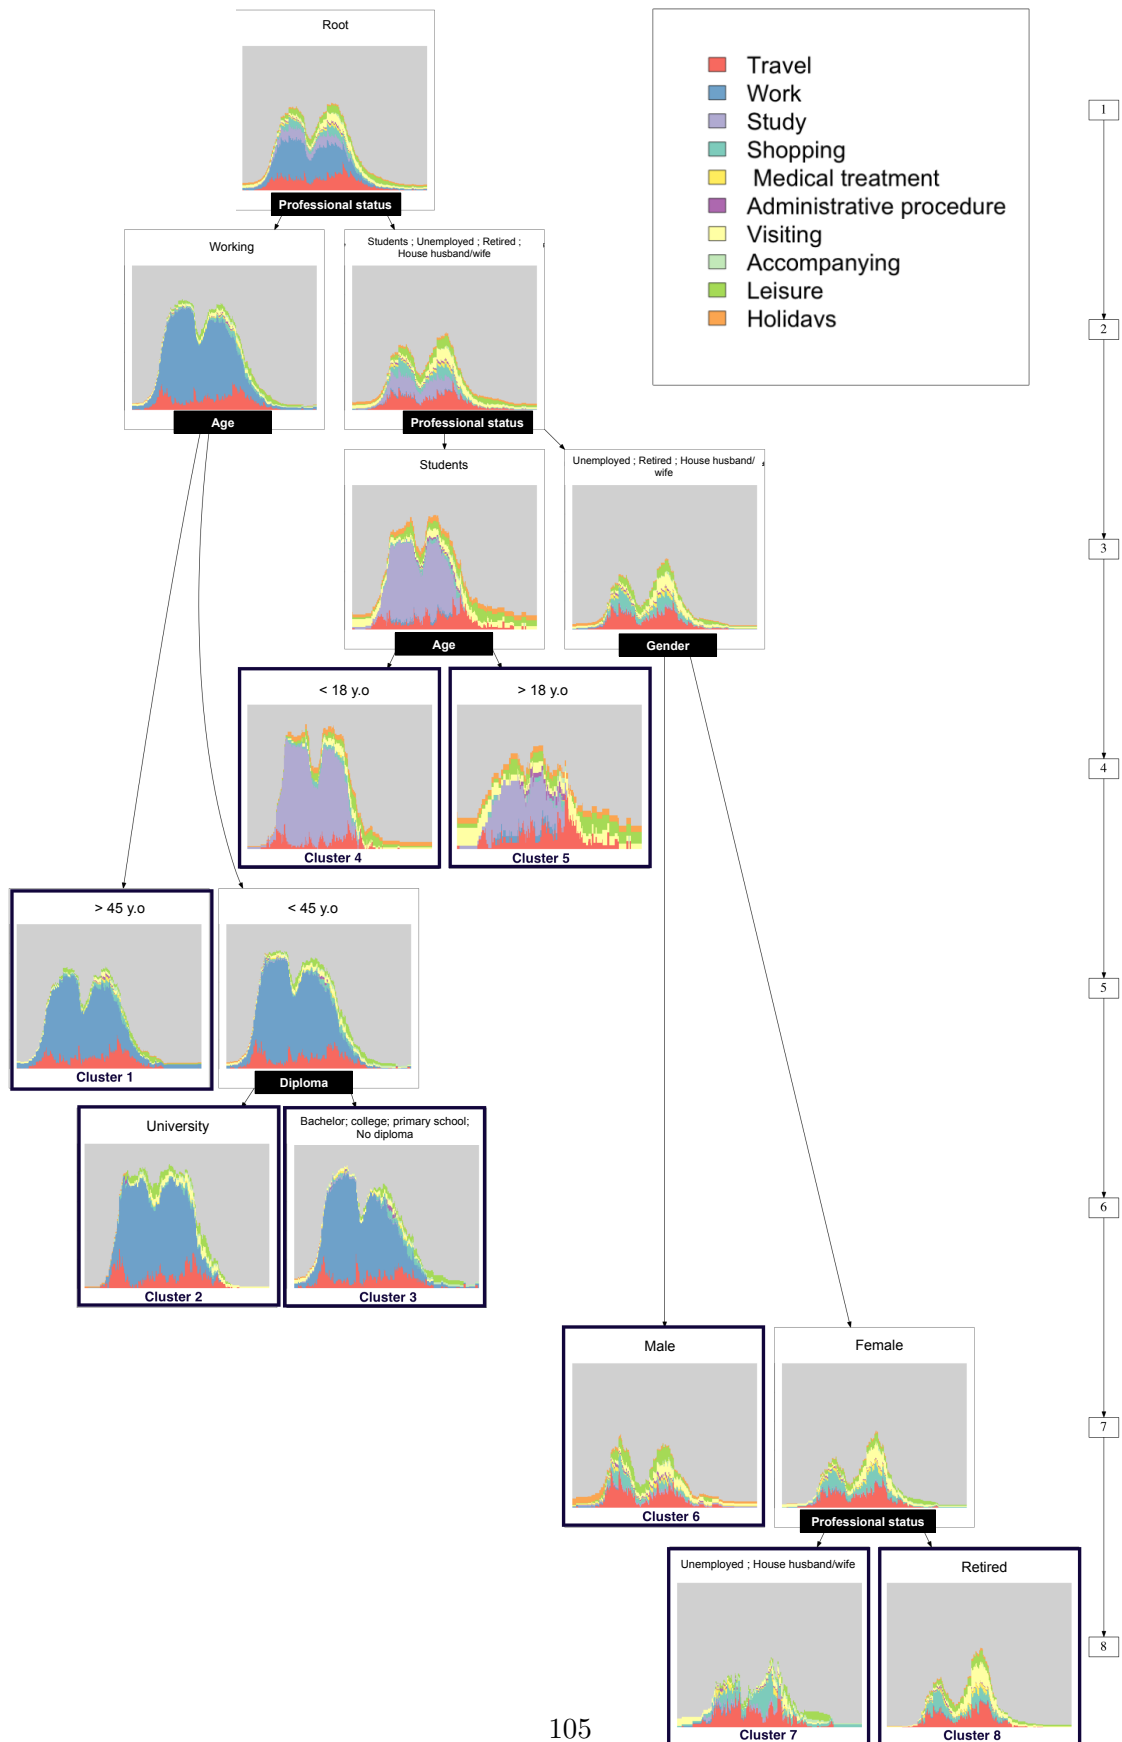 Root
Travel
Work
Study
Shopping
Medical treatment
Administrative procedure
Visiting
Accompanying
Leisure
Holidays
1
Professional status
Working
Students ; Unemployed ; Retired ;
House husband/wife
2
Age
Professional status
Students
Unemployed ; Retired ; House husband/
wife
3
Age
Gender
< 18 y.o
> 18 y.o
4
Cluster 4
Cluster 5
> 45 y.o
< 45 y.o
5
Cluster 1
Diploma
University
Bachelor; college; primary school;
No diploma
6
Cluster 2
Cluster 3
Male
Female
7
Cluster 6
Professional status
Unemployed ; House husband/wife
Retired
8
Cluster 7
Cluster 8
105